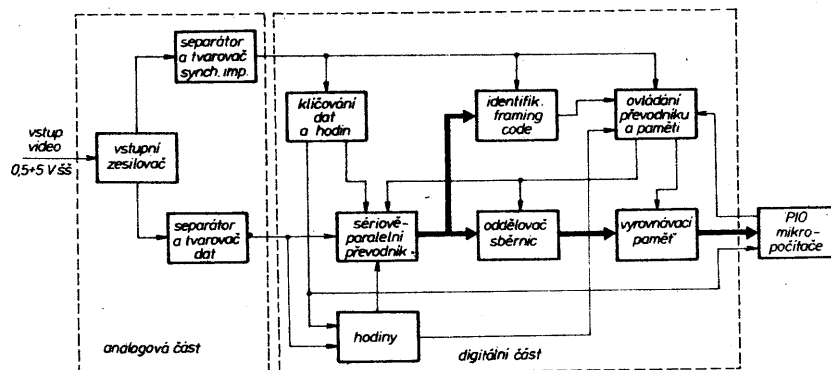 separátor
a tvarovač
synch. imp.
klíčování
dat
a hodin
identifik.
framing
code
ovládání
převodníku
a paměti
vstup
video
0,5÷5 V šš
vstupní
zesilovač
separátor
a tvarovač
dat
sériově-
paralelní
převodník
oddělovač
sběrnic
vyrovnávací
paměť
PIO
mikro-
počítače
hodiny
analogová část
digitální část